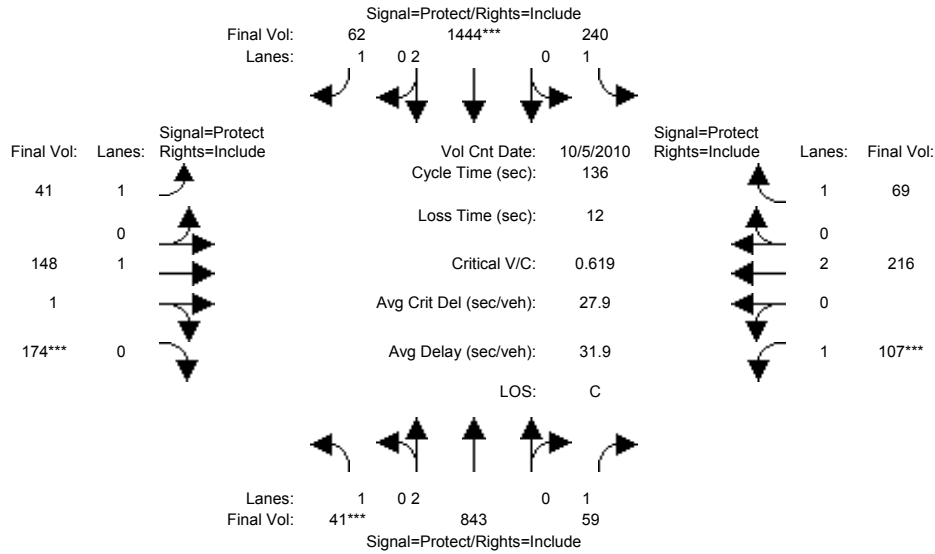 Signal=Protect/Rights=Include
Final Vol: 62 1444*** 240
Lanes: 1 0 2 0 1
Signal=Protect
Final Vol: Lanes: Rights=Include
Vol Cnt Date: 10/5/2010
Signal=Protect
Rights=Include Lanes: Final Vol:
Cycle Time (sec): 136
41 1
1 69
Loss Time (sec): 12
0
0
148 1
Critical V/C: 0.619
2 216
1
Avg Crit Del (sec/veh): 27.9
0
174*** 0
Avg Delay (sec/veh): 31.9
1 107***
LOS: C
Lanes: 1 0 2 0 1
Final Vol: 41*** 843 59
Signal=Protect/Rights=Include